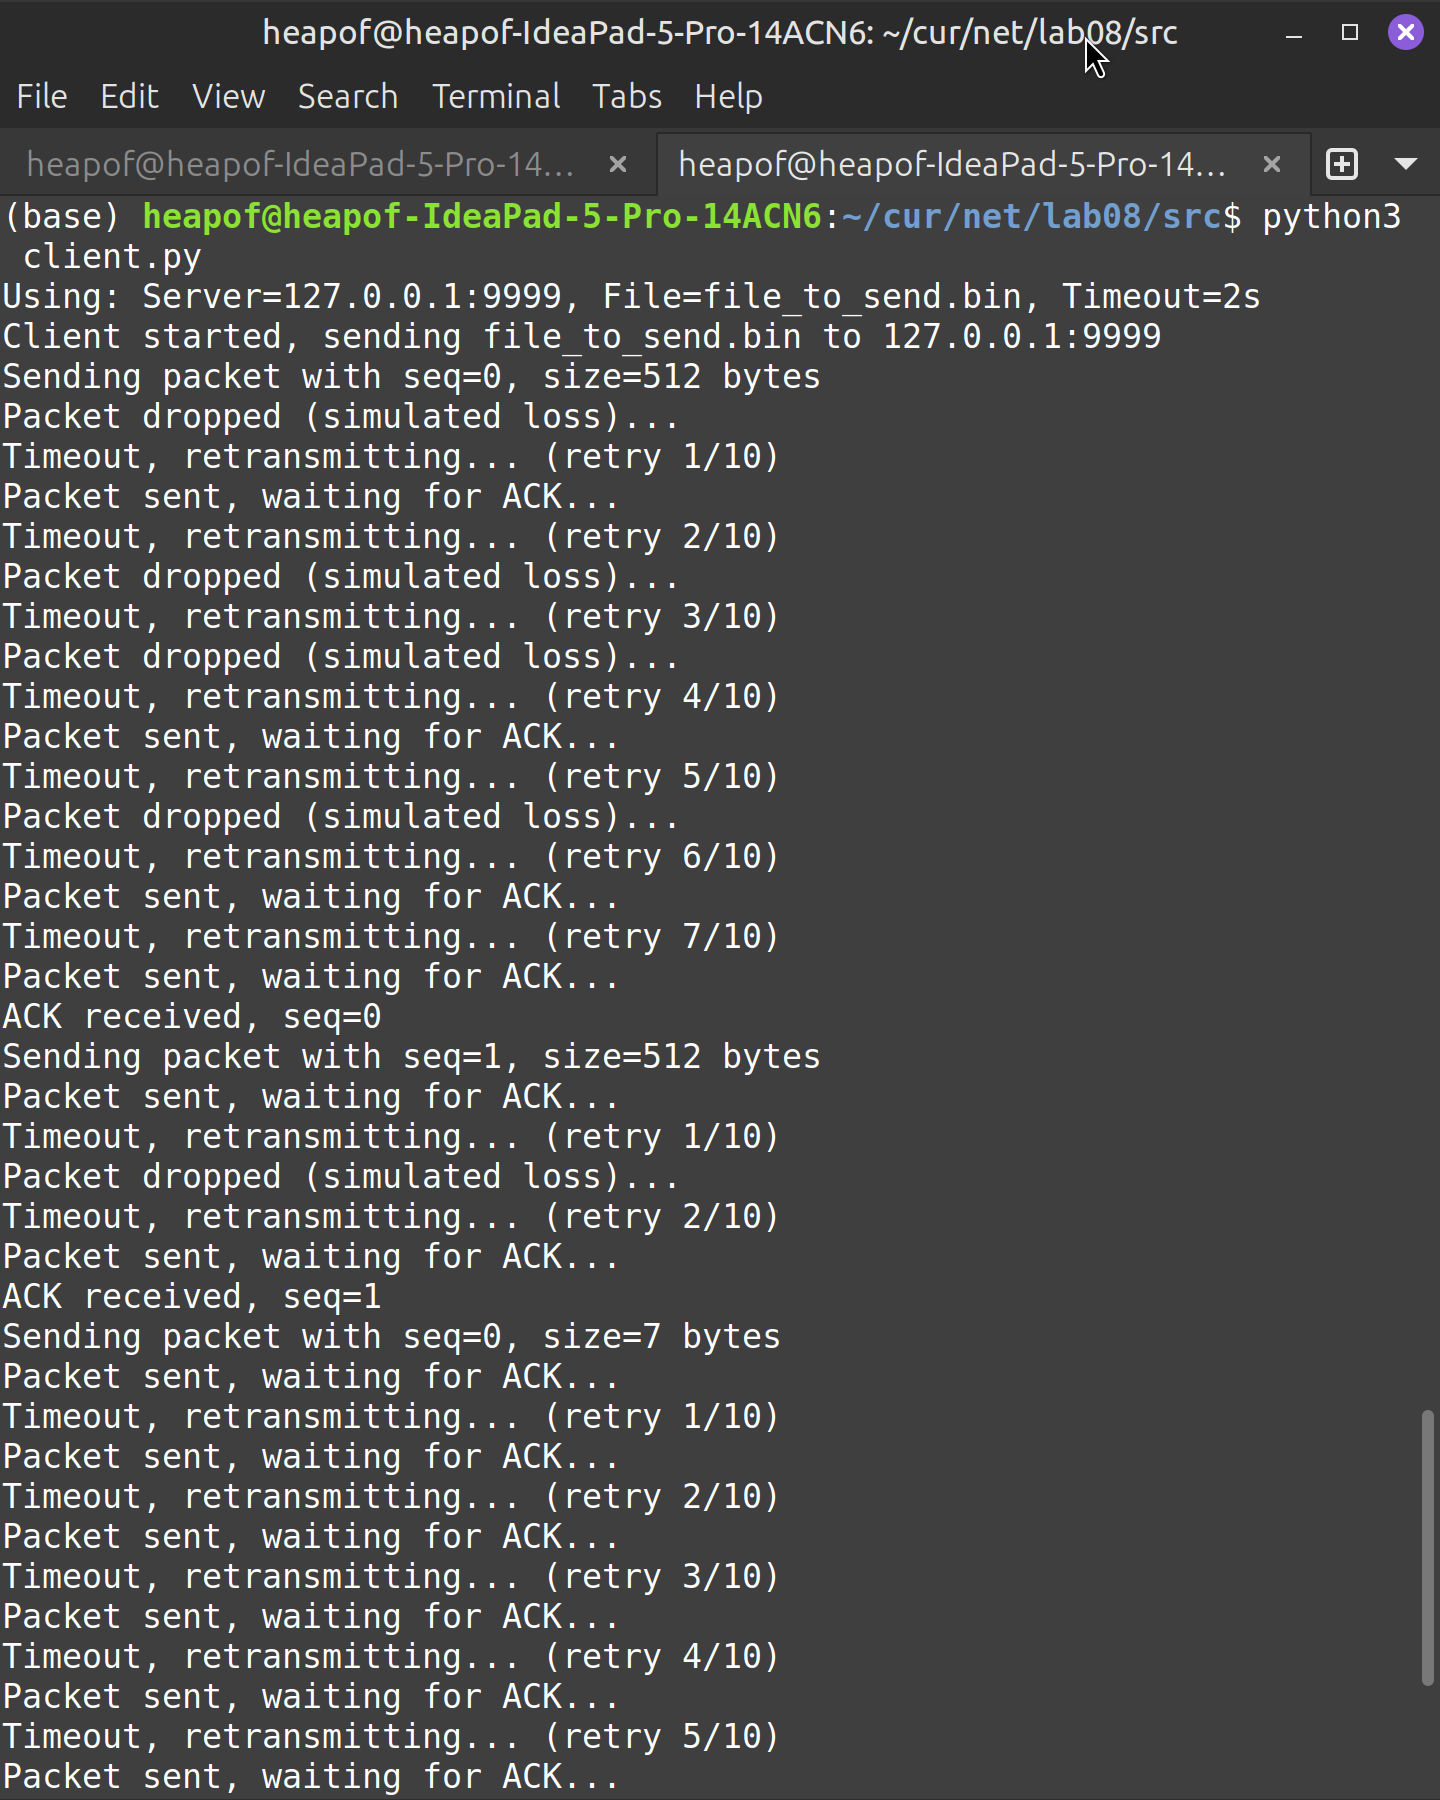 heapof@heapof-IdeaPad-5-Pro-14ACN6: ~/cur/net/lab08/src
File Edit View Search Terminal Tabs Help
heapof@heapof-IdeaPad-5-Pro-14... heapof@heapof-IdeaPad-5-Pro-14...
(base) heapof@heapof-IdeaPad-5-Pro-14ACN6:~/cur/net/lab08/src$ python3
client.py
Using: Server=127.0.0.1:9999, File=file_to_send.bin, Timeout=2s
Client started, sending file_to_send.bin to 127.0.0.1:9999
Sending packet with seq=0, size=512 bytes
Packet dropped (simulated loss)...
Timeout, retransmitting... (retry 1/10)
Packet sent, waiting for ACK...
Timeout, retransmitting... (retry 2/10)
Packet dropped (simulated loss)...
Timeout, retransmitting... (retry 3/10)
Packet dropped (simulated loss)...
Timeout, retransmitting... (retry 4/10)
Packet sent, waiting for ACK...
Timeout, retransmitting... (retry 5/10)
Packet dropped (simulated loss)...
Timeout, retransmitting... (retry 6/10)
Packet sent, waiting for ACK...
Timeout, retransmitting... (retry 7/10)
Packet sent, waiting for ACK...
ACK received, seq=0
Sending packet with seq=1, size=512 bytes
Packet sent, waiting for ACK...
Timeout, retransmitting... (retry 1/10)
Packet dropped (simulated loss)...
Timeout, retransmitting... (retry 2/10)
Packet sent, waiting for ACK...
ACK received, seq=1
Sending packet with seq=0, size=7 bytes
Packet sent, waiting for ACK...
Timeout, retransmitting... (retry 1/10)
Packet sent, waiting for ACK...
Timeout, retransmitting... (retry 2/10)
Packet sent, waiting for ACK...
Timeout, retransmitting... (retry 3/10)
Packet sent, waiting for ACK...
Timeout, retransmitting... (retry 4/10)
Packet sent, waiting for ACK...
Timeout, retransmitting... (retry 5/10)
Packet sent, waiting for ACK...